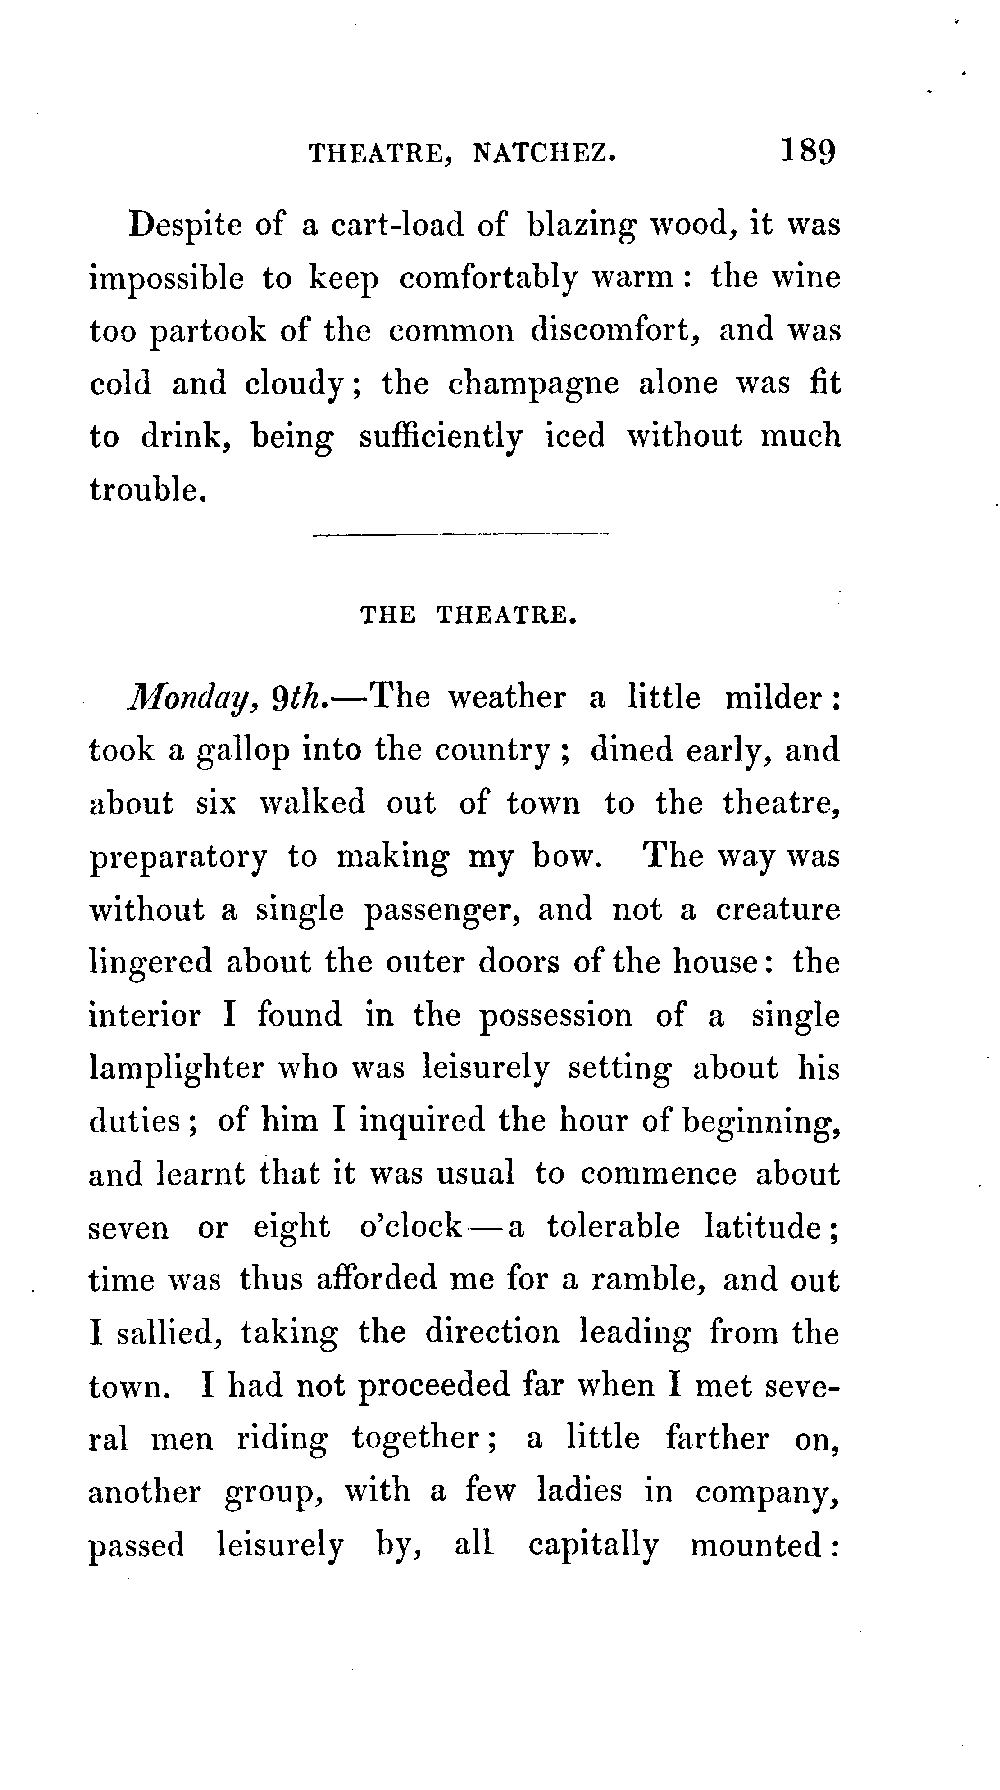 THEATRE, NATCHEZ. 189
Despite of a cart-load of blazing wood, it was
impossible to keep comfortably warm : the wine
too partook of the common discomfort, and was
cold and cloudy ; the champagne alone was fit
to drink, being sufficiently iced without much
trouble.
THE THEATRE.
Monday, 9th.—The weather a little milder :
took a gallop into the country ; dined early, and
about six walked out of town to the theatre,
preparatory to making my bow. The way was
without a single passenger, and not a creature
lingered about the outer doors of the house : the
interior I found in the possession of a single
lamplighter who was leisurely setting about his
duties ; of him I inquired the hour of beginning,
and learnt that it was usual to commence about
seven or eight o'clock—a tolerable latitude ;
time was thus afforded me for a ramble, and out
I sallied, taking the direction leading from the
town. I had not proceeded far when I met seve-
ral men riding together ; a little farther on,
another group, with a few ladies in company,
passed leisurely by, all capitally mounted :